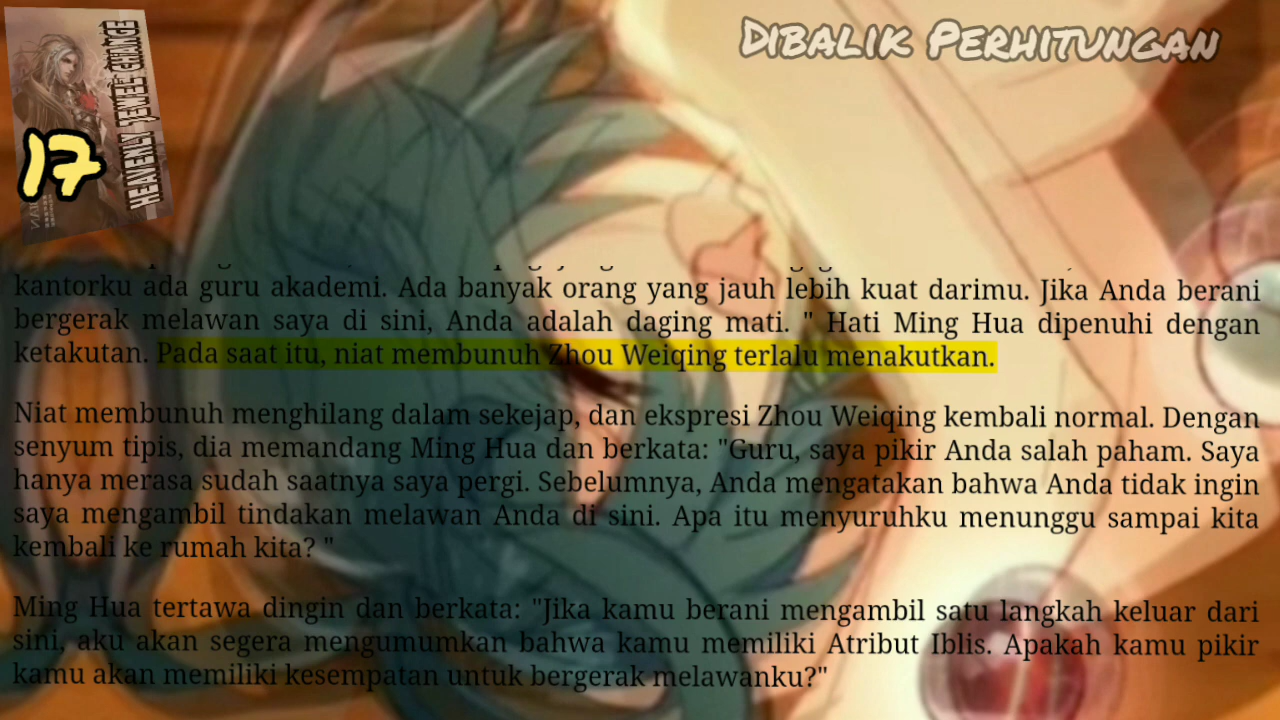 DIBALIK PERHITUNGAN
HEAVENLY JEWEL CHANGE
17
kantorku ada guru akademi. Ada banyak orang yang jauh lebih kuat darimu. Jika Anda berani
bergerak melawan saya di sini, Anda adalah daging mati. " Hati Ming Hua dipenuhi dengan
ketakutan. Pada saat itu, niat membunuh Zhou Weiqing terlalu menakutkan.
Niat membunuh menghilang dalam sekejap, dan ekspresi Zhou Weiqing kembali normal. Dengan
senyum tipis, dia memandang Ming Hua dan berkata: "Guru, saya pikir Anda salah paham. Saya
hanya merasa sudah saatnya saya pergi. Sebelumnya, Anda mengatakan bahwa Anda tidak ingin
saya mengambil tindakan melawan Anda di sini. Apa itu menyuruhku menunggu sampai kita
kembali ke rumah kita? "
Ming Hua tertawa dingin dan berkata: "Jika kamu berani mengambil satu langkah keluar dari
sini, aku akan segera mengumumkan bahwa kamu memiliki Atribut Iblis. Apakah kamu pikir
kamu akan memiliki kesempatan untuk bergerak melawanku?"